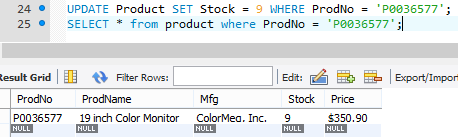 24 UPDATE Product SET Stock = 9 WHERE ProdNo = 'P0036577';
25 SELECT * from product where ProdNo = 'P0036577';
Result Grid Filter Rows: Edit: Export/Import
ProdNo ProdName Mfg Stock Price
P0036577 19 inch Color Monitor ColorMeg, Inc. 9 $350.90
NULL NULL NULL NULL NULL